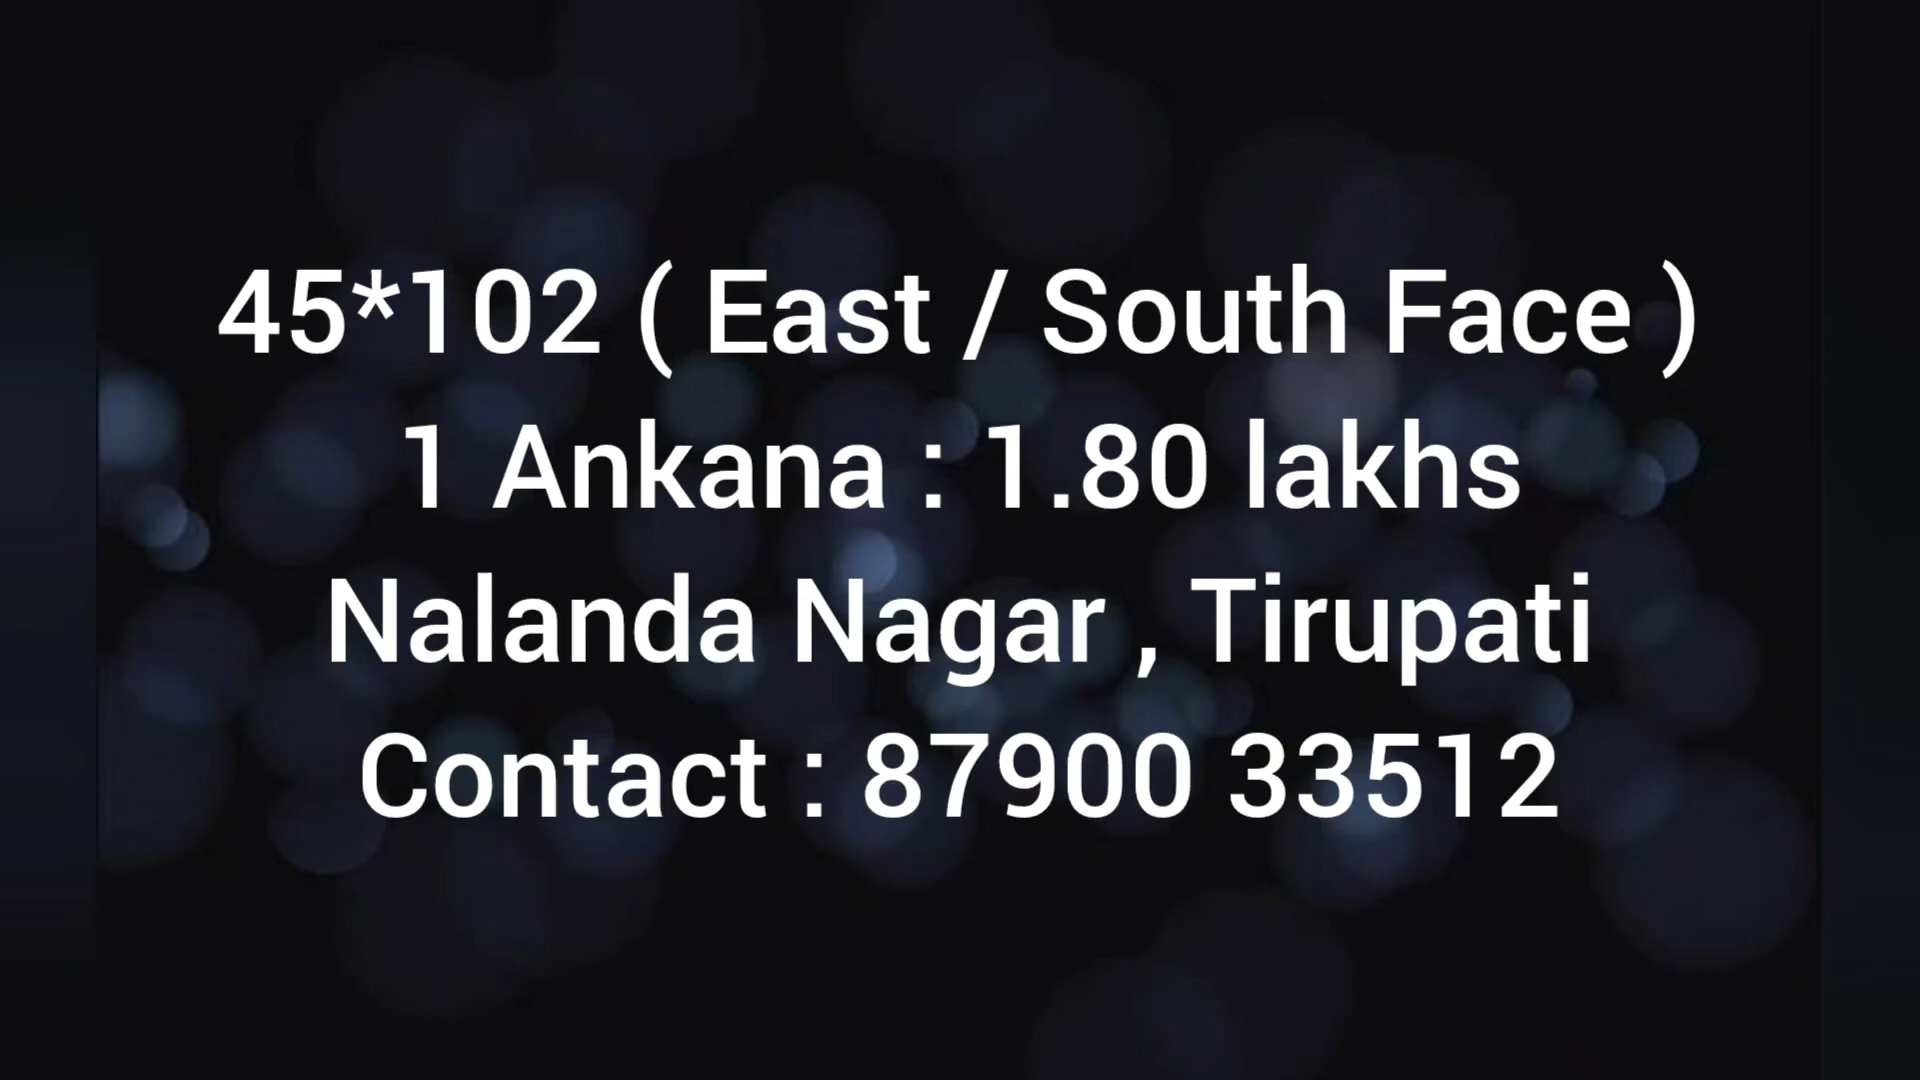 45*102 ( East / South Face )
1 Ankana : 1.80 lakhs
Nalanda Nagar , Tirupati
Contact : 87900 33512